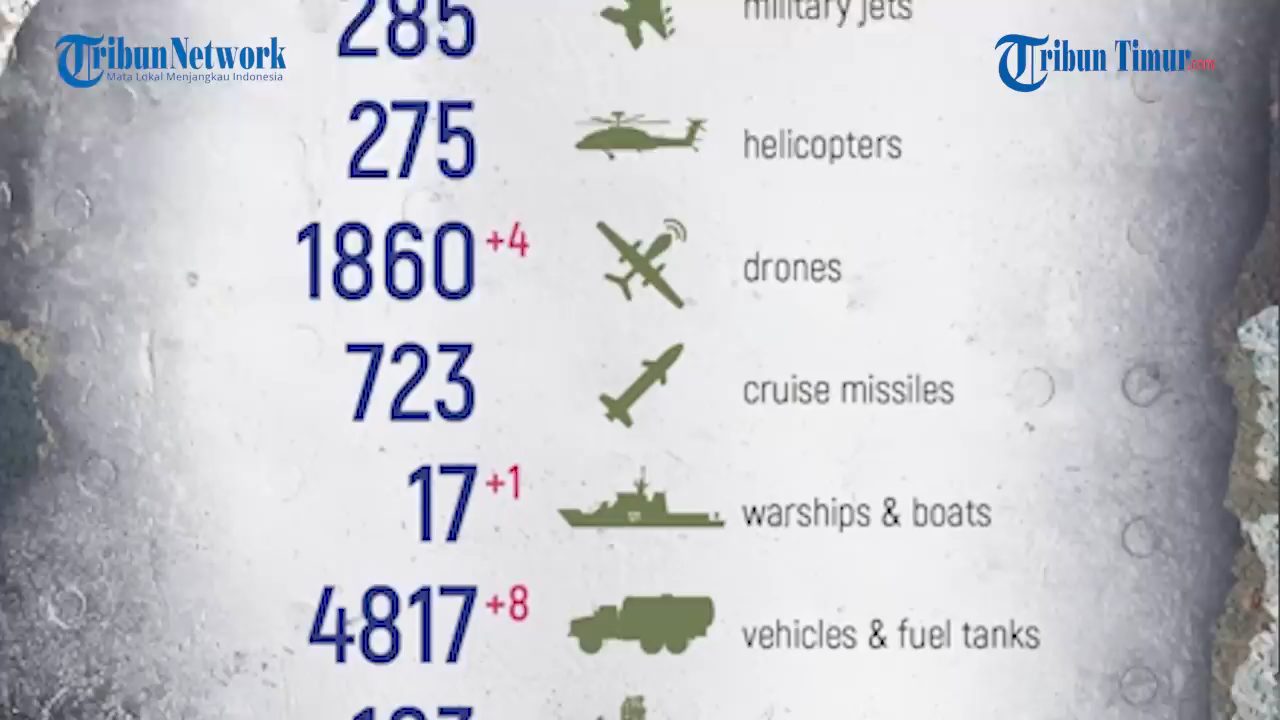 TribunNetwork
Mata Lokal Menjangkau Indonesia
Tribun Timur.com
285 military jets
275 helicopters
1860 +4 drones
723 cruise missiles
17 +1 warships & boats
4817 +8 vehicles & fuel tanks